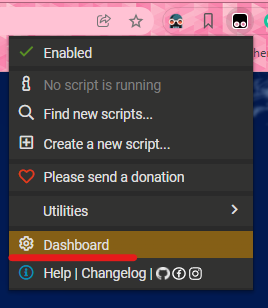 Enabled
No script is running
Find new scripts...
Create a new script...
Please send a donation
Utilities
Dashboard
Help | Changelog |